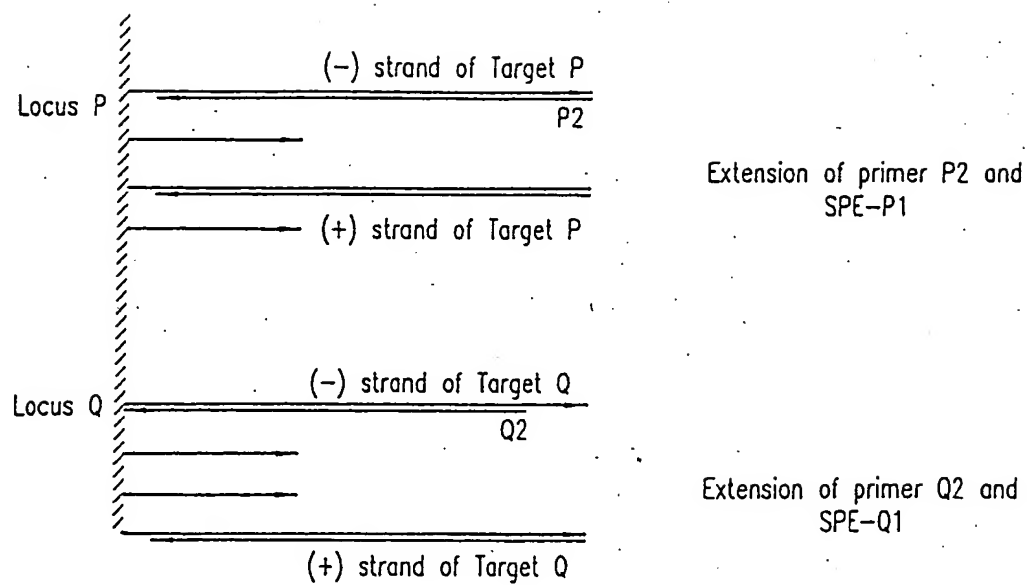 (-) strand of Target P
Locus P
P2
Extension of primer P2 and
SPE-P1
(+) strand of Target P
(-) strand of Target Q
Locus Q
Q2
Extension of primer Q2 and
SPE-Q1
(+) strand of Target Q